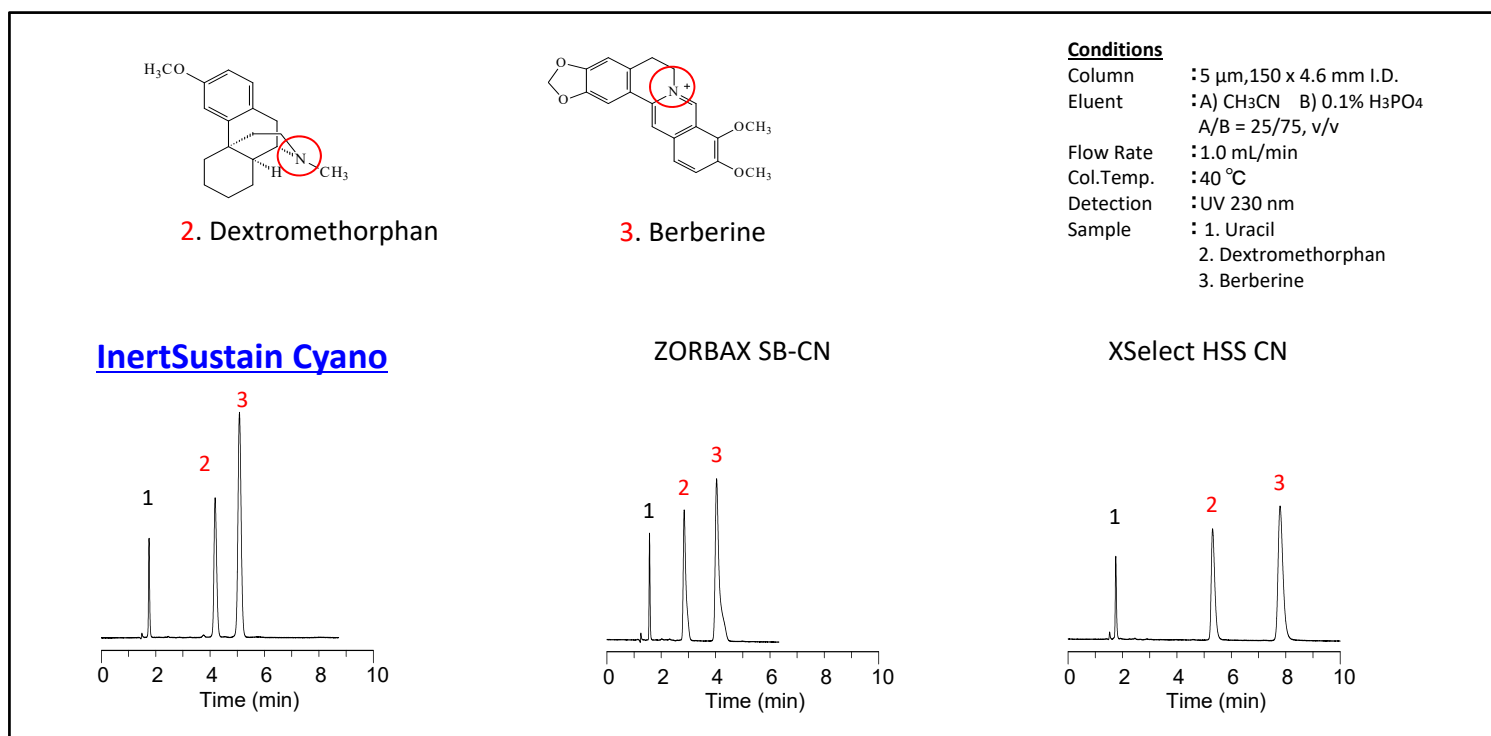 H3CO
N
H
CH3
2. Dextromethorphan
O
O
N
+
OCH3
OCH3
3. Berberine
Conditions
Column : 5 µm,150 x 4.6 mm I.D.
Eluent : A) CH3CN B) 0.1% H3PO4
A/B = 25/75, v/v
Flow Rate : 1.0 mL/min
Col.Temp. : 40 ℃
Detection : UV 230 nm
Sample : 1. Uracil
2. Dextromethorphan
3. Berberine
InertSustain Cyano
1
2
3
0 2 4 6 8 10
Time (min)
ZORBAX SB-CN
1
2
3
0 2 4 6 8 10
Time (min)
XSelect HSS CN
1
2
3
0 2 4 6 8 10
Time (min)